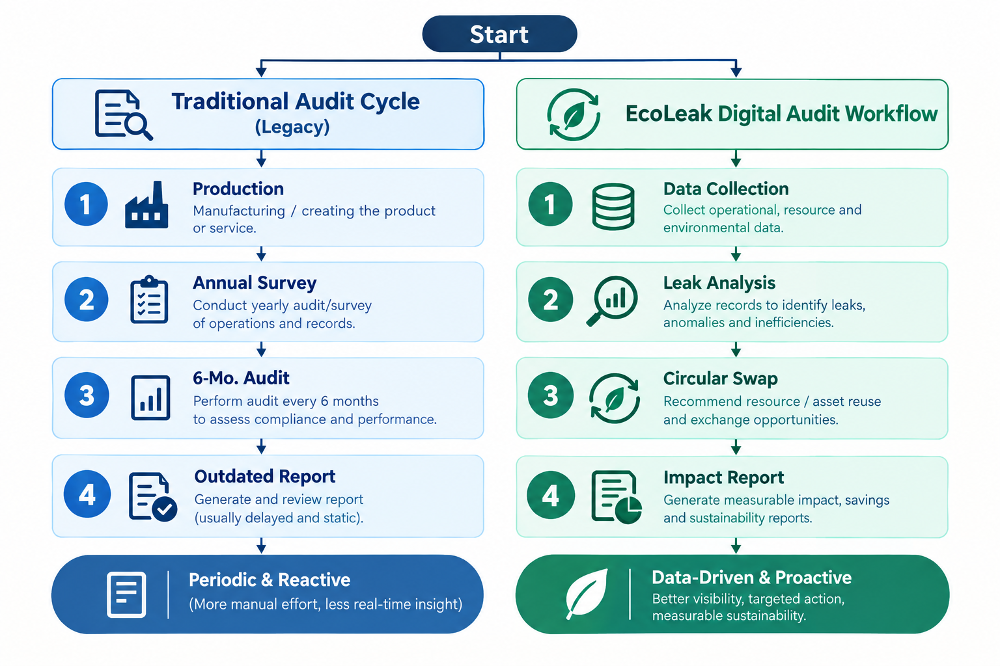 Start
Traditional Audit Cycle
(Legacy)
1
Production
Manufacturing / creating the product
or service.
2
Annual Survey
Conduct yearly audit/survey
of operations and records.
3
6-Mo. Audit
Perform audit every 6 months
to assess compliance and performance.
4
Outdated Report
Generate and review report
(usually delayed and static).
Periodic & Reactive
(More manual effort, less real-time insight)
EcoLeak Digital Audit Workflow
1
Data Collection
Collect operational, resource and
environmental data.
2
Leak Analysis
Analyze records to identify leaks,
anomalies and inefficiencies.
3
Circular Swap
Recommend resource / asset reuse
and exchange opportunities.
4
Impact Report
Generate measurable impact, savings
and sustainability reports.
Data-Driven & Proactive
Better visibility, targeted action,
measurable sustainability.